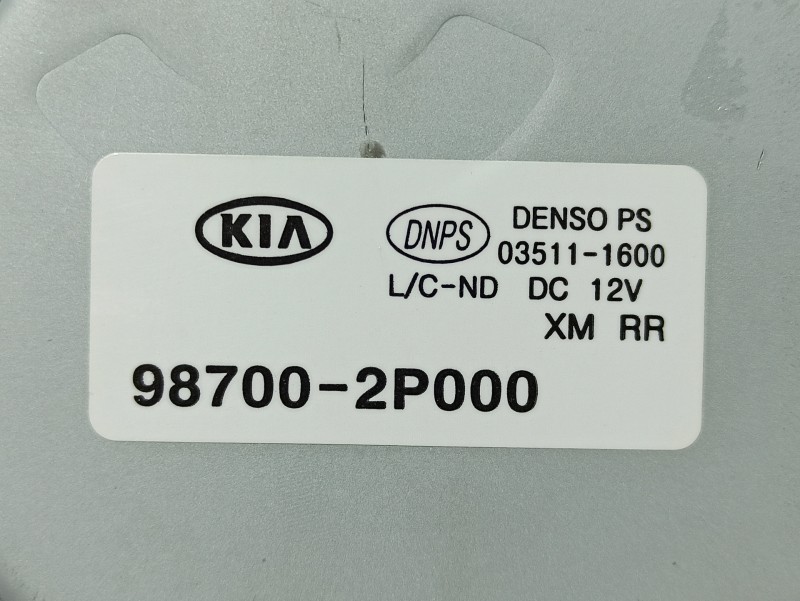 KIA
DNPS
DENSO PS
03511-1600
L/C-ND DC 12V
XM RR
98700-2P000